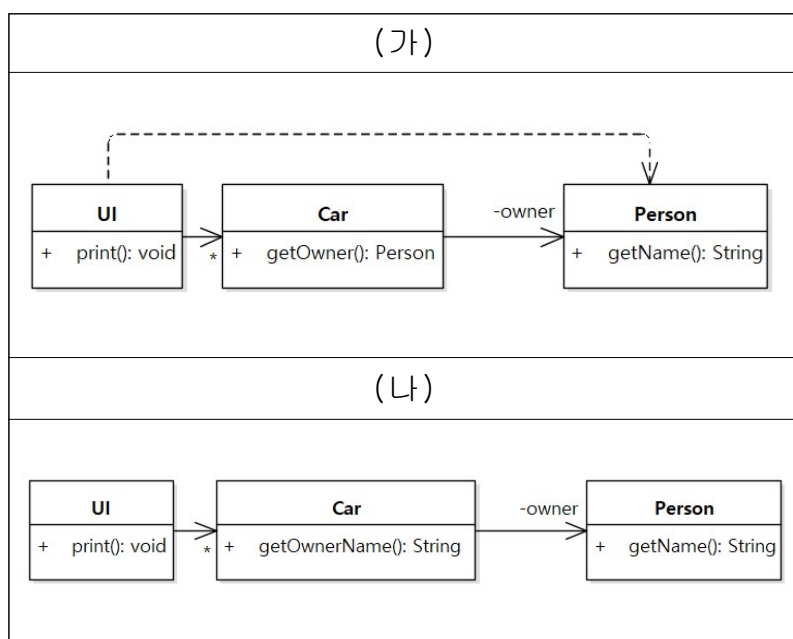 (가)
-owner
UI
Car
Person
+ print(): void
* + getOwner(): Person
+ getName(): String
(나)
UI
Car
-owner
Person
+ print(): void
* + getOwnerName(): String
+ getName(): String